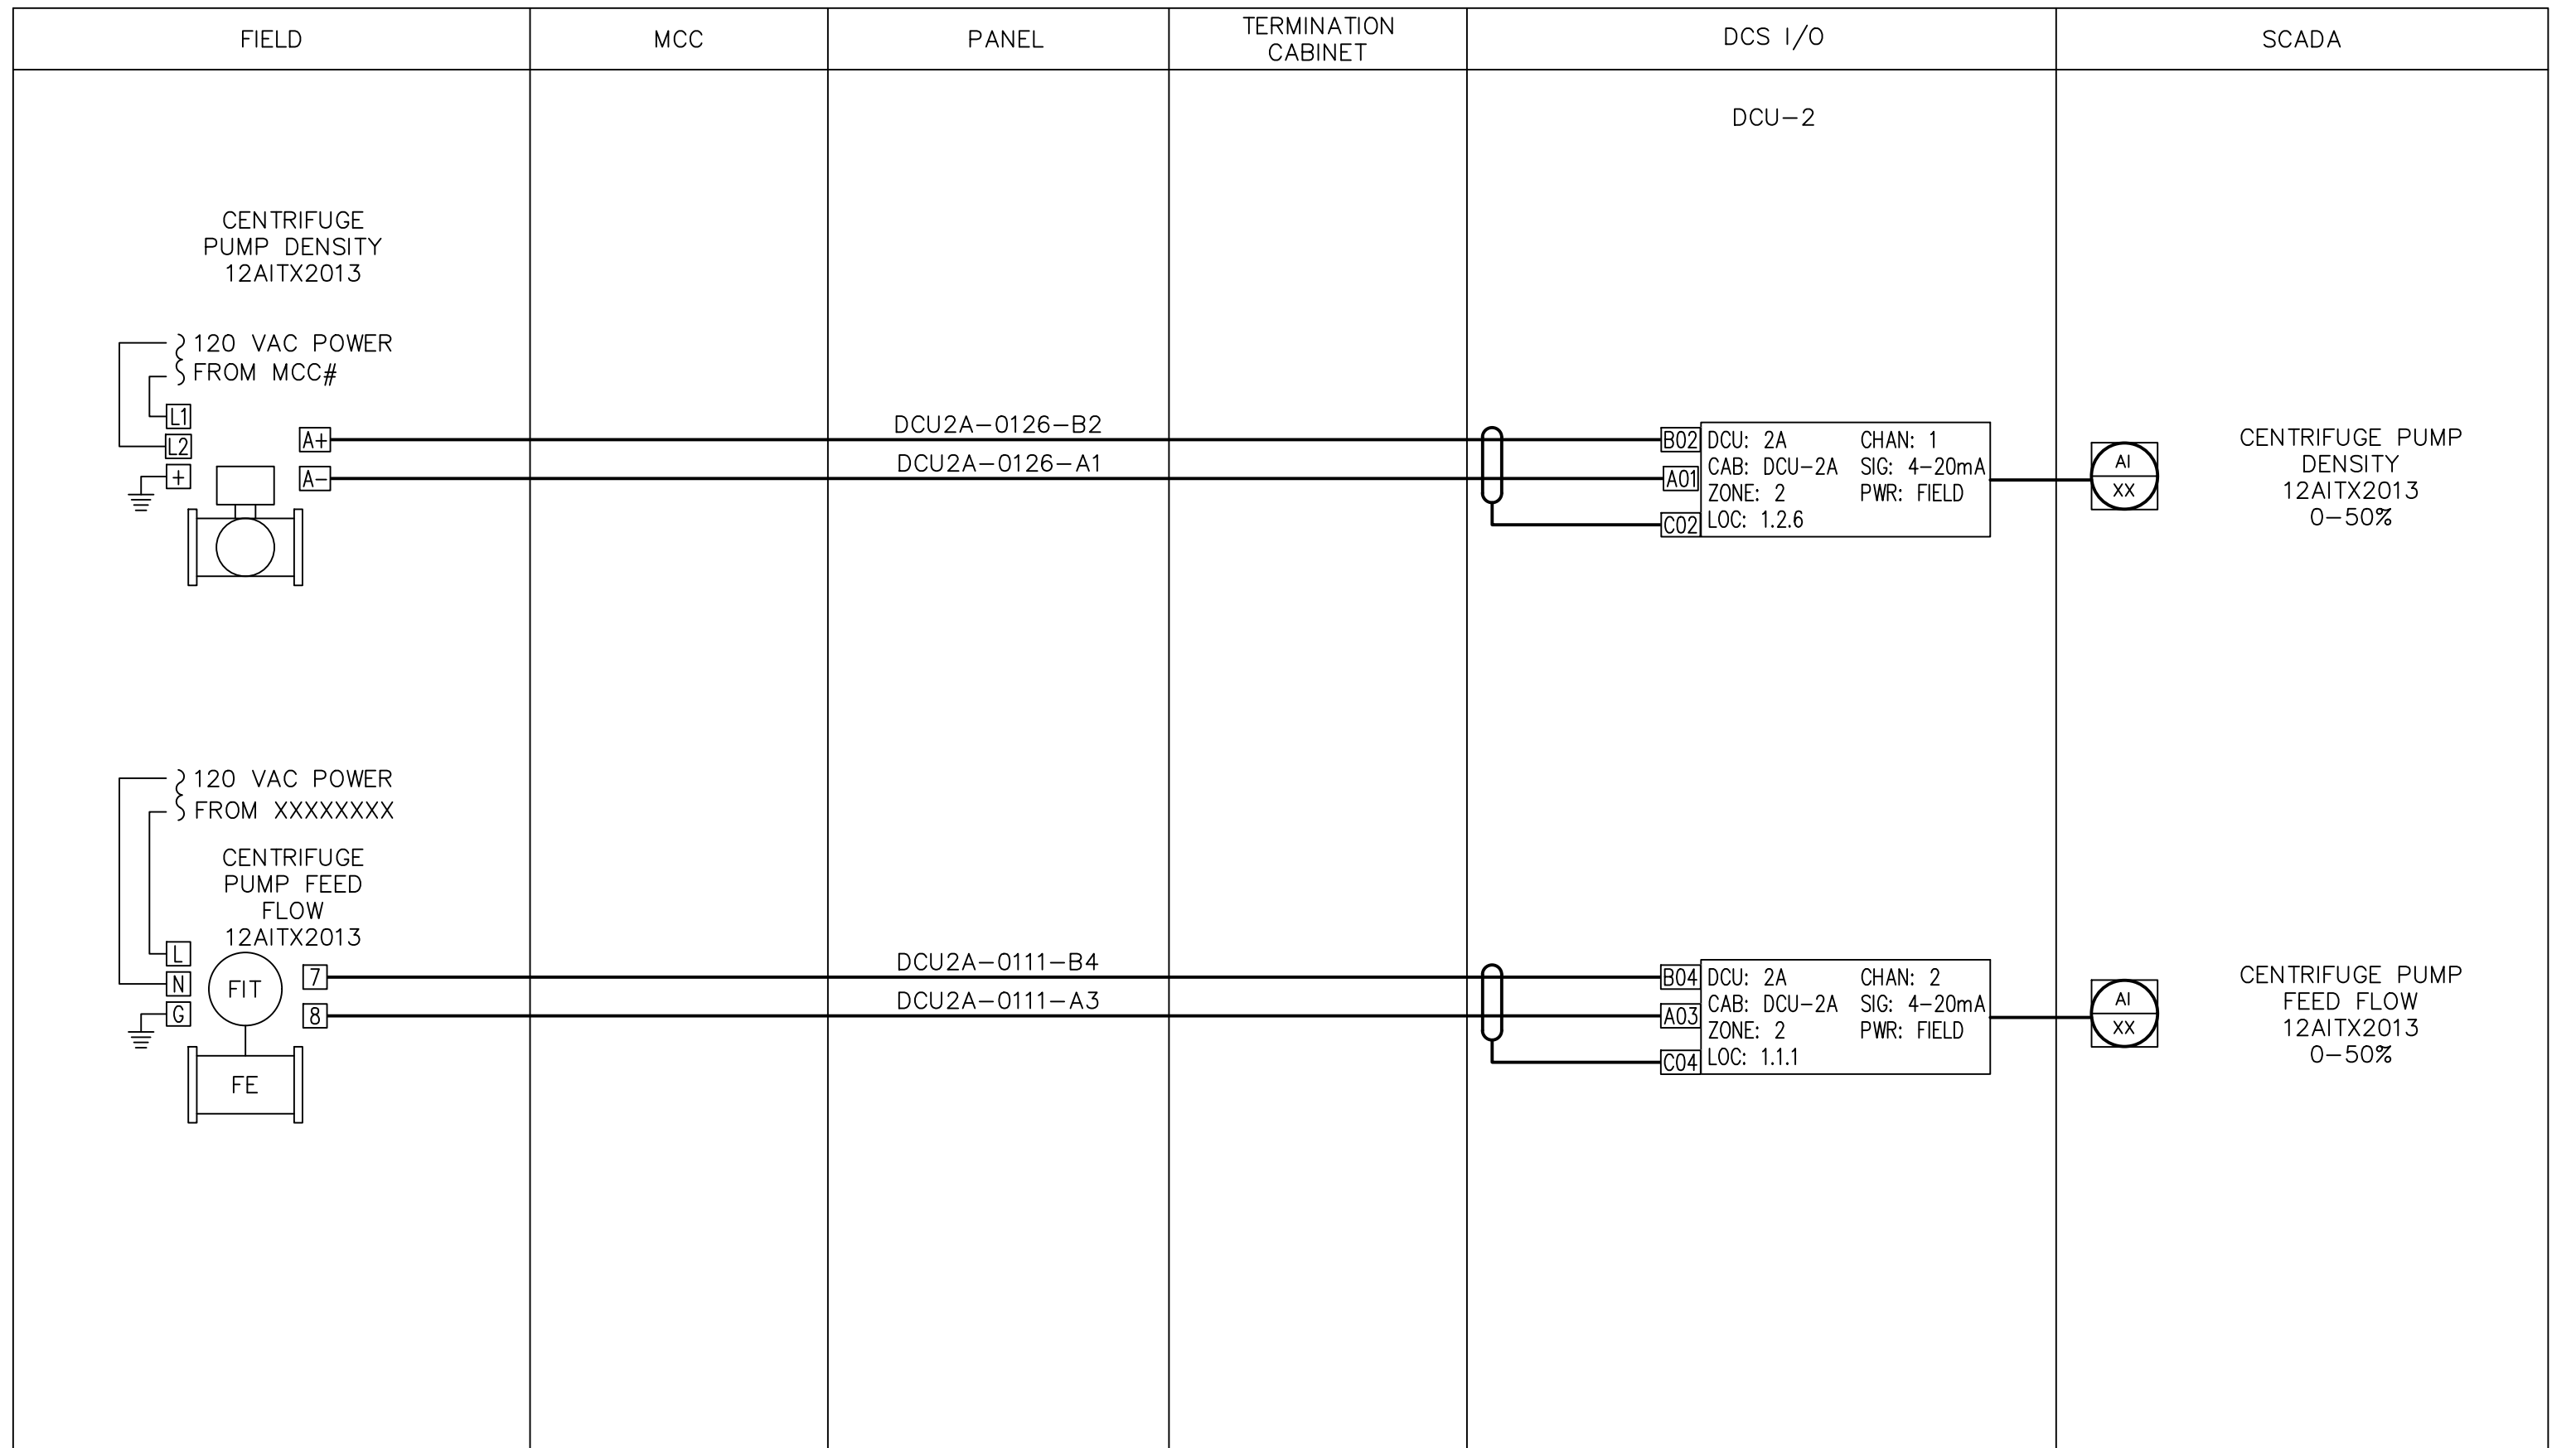 FIELD
MCC
PANEL
TERMINATION
CABINET
DCS I/O
SCADA
DCU-2
CENTRIFUGE
PUMP DENSITY
12AITX2013
120 VAC POWER
FROM MCC#
L1
L2
+
A+
A-
DCU2A-0126-B2
DCU2A-0126-A1
B02
A01
C02
DCU: 2A CHAN: 1
CAB: DCU-2A SIG: 4-20mA
ZONE: 2 PWR: FIELD
LOC: 1.2.6
AI
XX
CENTRIFUGE PUMP
DENSITY
12AITX2013
0-50%
120 VAC POWER
FROM XXXXXXXX
CENTRIFUGE
PUMP FEED
FLOW
12AITX2013
L
N
G
FIT
FE
7
8
DCU2A-0111-B4
DCU2A-0111-A3
B04
A03
C04
DCU: 2A CHAN: 2
CAB: DCU-2A SIG: 4-20mA
ZONE: 2 PWR: FIELD
LOC: 1.1.1
AI
XX
CENTRIFUGE PUMP
FEED FLOW
12AITX2013
0-50%